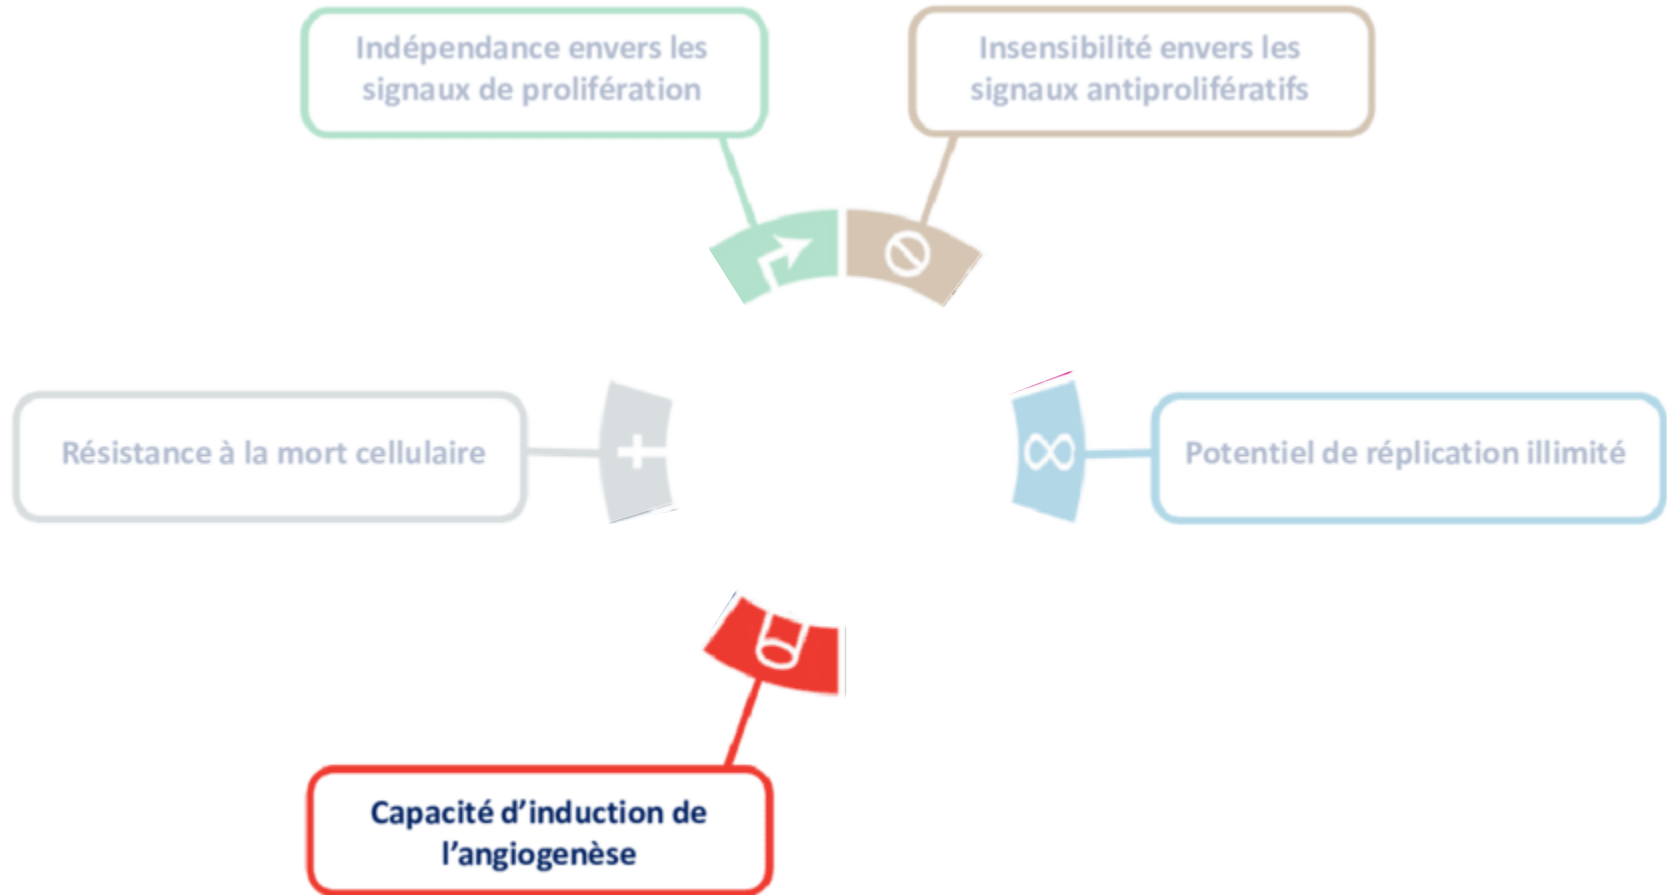 Indépendance envers les
signaux de prolifération
Insensibilité envers les
signaux antiprolifératifs
Résistance à la mort cellulaire
Potentiel de réplication illimité
Capacité d’induction de
l’angiogenèse